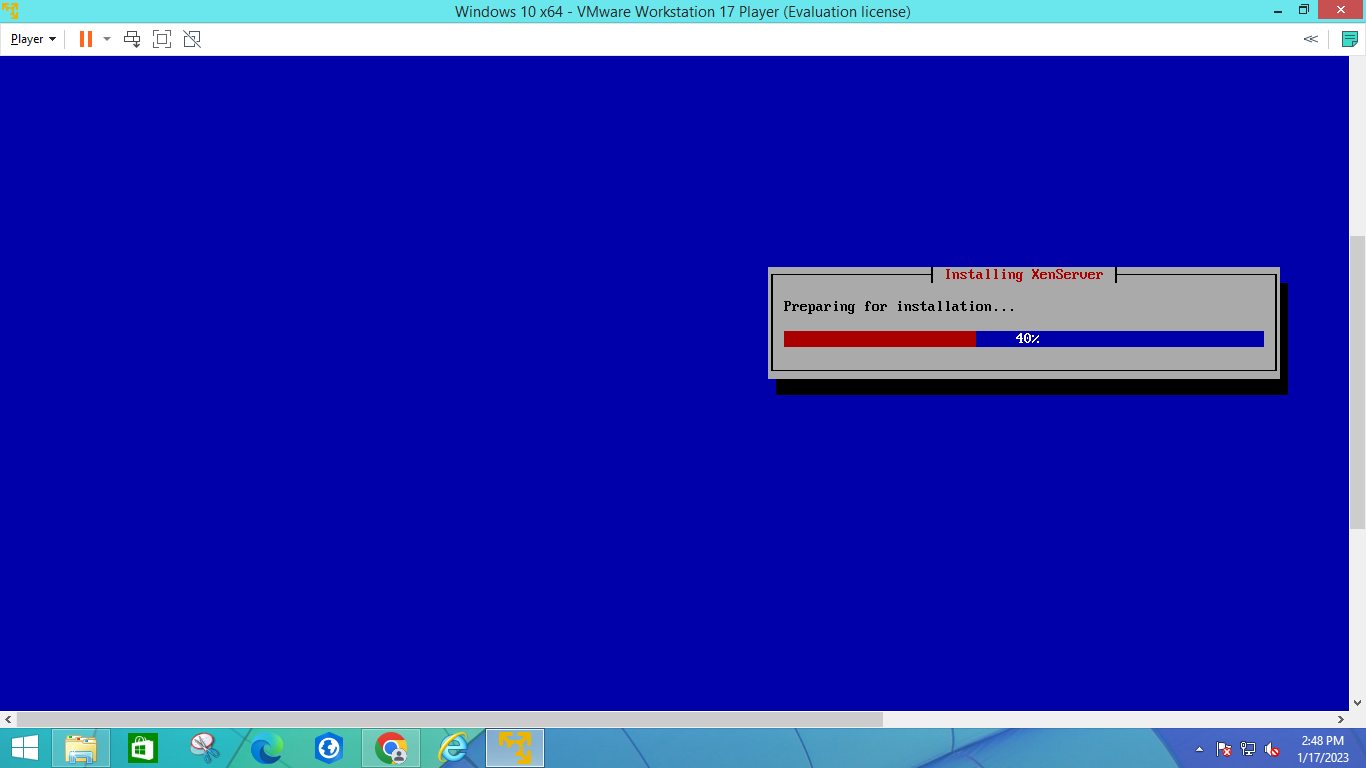 Windows 10 x64 - VMware Workstation 17 Player (Evaluation license)
Player
Installing XenServer
Preparing for installation...
40%
2:48 PM
1/17/2023